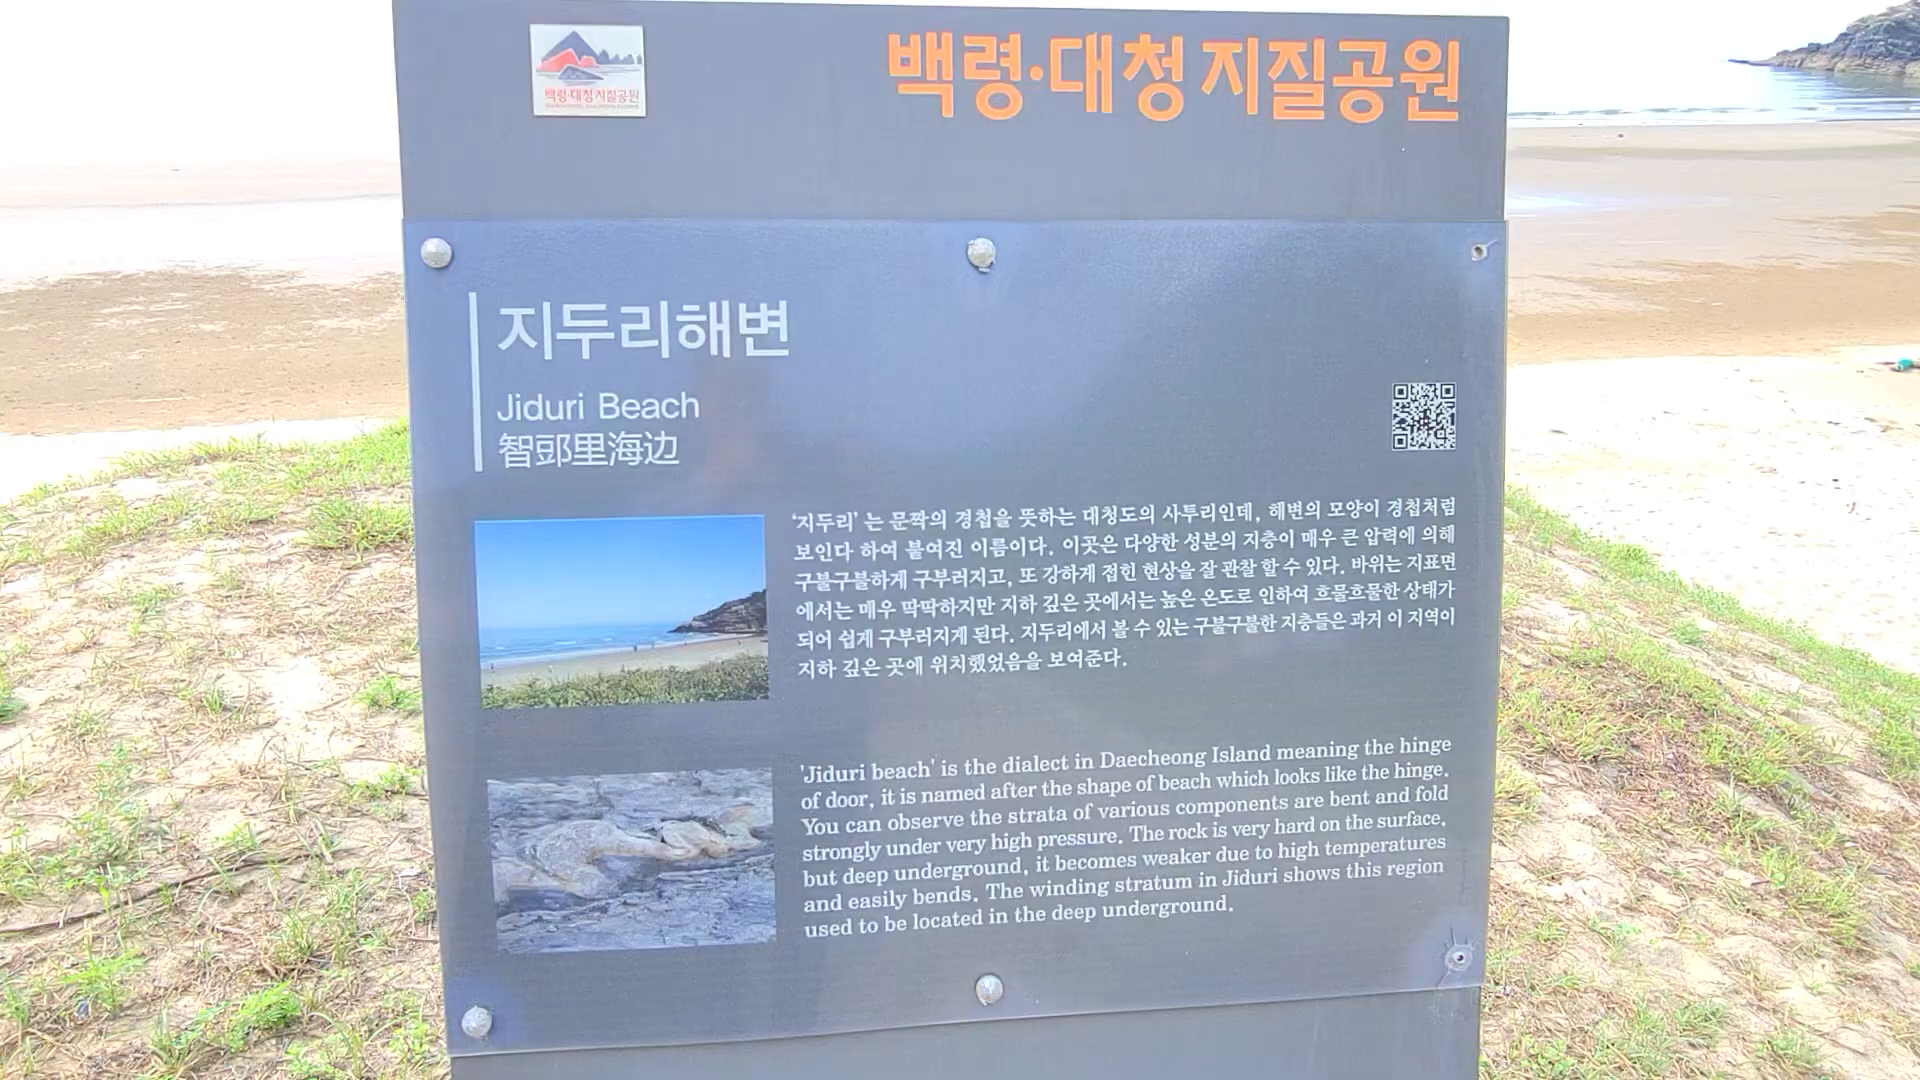 백령·대청 지질공원
백령·대청 지질공원
지두리해변
Jiduri Beach
智郖里海边
‘지두리’ 는 문짝의 경첩을 뜻하는 대청도의 사투리인데, 해변의 모양이 경첩처럼
보인다 하여 붙여진 이름이다. 이곳은 다양한 성분의 지층이 매우 큰 압력에 의해
구불구불하게 구부러지고, 또 강하게 접힌 현상을 잘 관찰 할 수 있다. 바위는 지표면
에서는 매우 딱딱하지만 지하 깊은 곳에서는 높은 온도로 인하여 흐물흐물한 상태가
되어 쉽게 구부러지게 된다. 지두리에서 볼 수 있는 구불구불한 지층들은 과거 이 지역이
지하 깊은 곳에 위치했었음을 보여준다.
'Jiduri beach' is the dialect in Daecheong Island meaning the hinge
of door, it is named after the shape of beach which looks like the hinge.
You can observe the strata of various components are bent and fold
strongly under very high pressure. The rock is very hard on the surface,
but deep underground, it becomes weaker due to high temperatures
and easily bends. The winding stratum in Jiduri shows this region
used to be located in the deep underground.